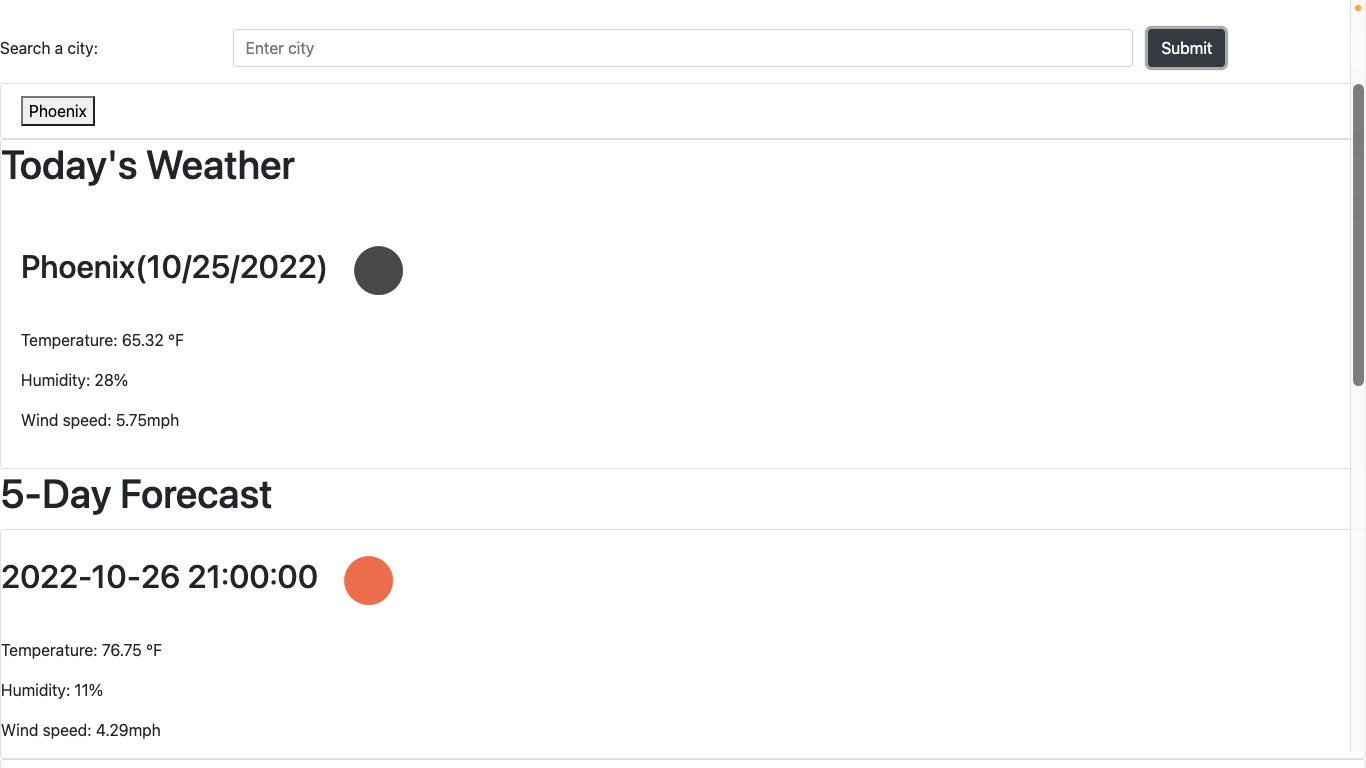 Search a city: Enter city Submit
Phoenix
Today's Weather
Phoenix(10/25/2022)
Temperature: 65.32 °F
Humidity: 28%
Wind speed: 5.75mph
5-Day Forecast
2022-10-26 21:00:00
Temperature: 76.75 °F
Humidity: 11%
Wind speed: 4.29mph